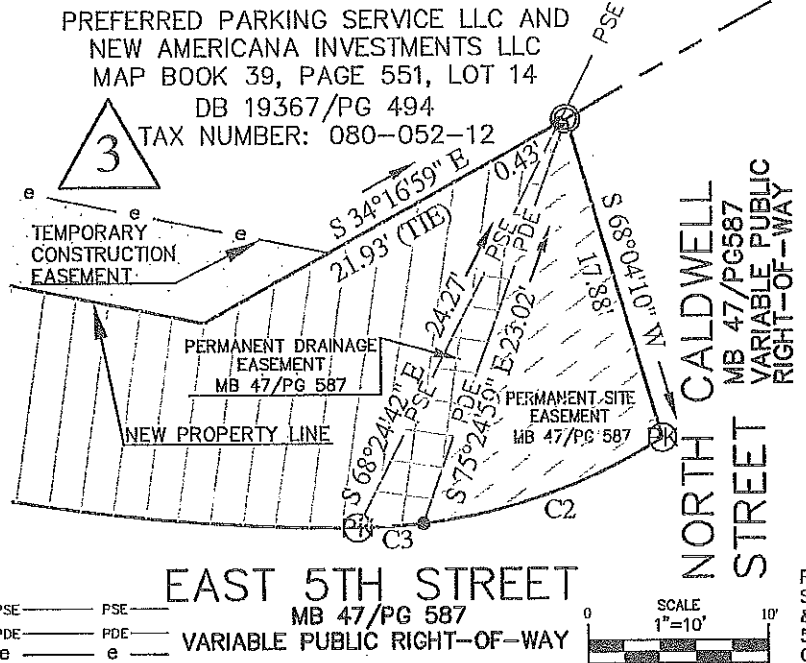 PREFERRED PARKING SERVICE LLC AND
NEW AMERICANA INVESTMENTS LLC
MAP BOOK 39, PAGE 551, LOT 14
DB 19367/PG 494
TAX NUMBER: 080-052-12
3
PSE
e e e
TEMPORARY
CONSTRUCTION
EASEMENT
S 34°16'59" E
21.93' (TIE)
0.43'
S 68°04'10" W
17.88'
NORTH CALDWELL
STREET
MB 47/PG587
VARIABLE PUBLIC
RIGHT-OF-WAY
PERMANENT DRAINAGE
EASEMENT
MB 47/PG 587
NEW PROPERTY LINE
S 68°24'42" E PSE 24.27' PSE
S 75°24'59" E 23.02'
PDE PDE
PERMANENT SITE
EASEMENT
MB 47/PG 587
PK
PK
C3
C2
EAST 5TH STREET
MB 47/PG 587
VARIABLE PUBLIC RIGHT-OF-WAY
PSE PSE
PDE PDE
e e
0 SCALE 10'
1"=10'